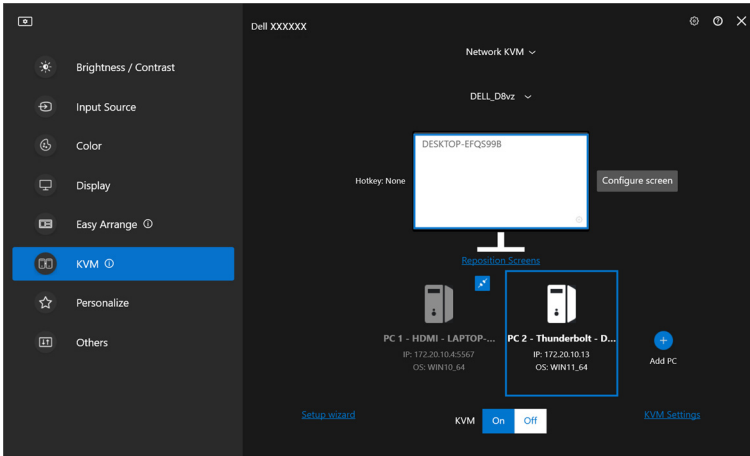 Dell XXXXXX
Brightness / Contrast
Input Source
Color
Display
Easy Arrange
KVM
Personalize
Others
Network KVM
DELL_D8vz
DESKTOP-EFQS99B
Hotkey: None
Configure screen
Reposition Screens
PC 1 - HDMI - LAPTOP-...
IP: 172.20.10.4:5567
OS: WIN10_64
PC 2 - Thunderbolt - D...
IP: 172.20.10.13
OS: WIN11_64
Add PC
Setup wizard
KVM
On
Off
KVM Settings